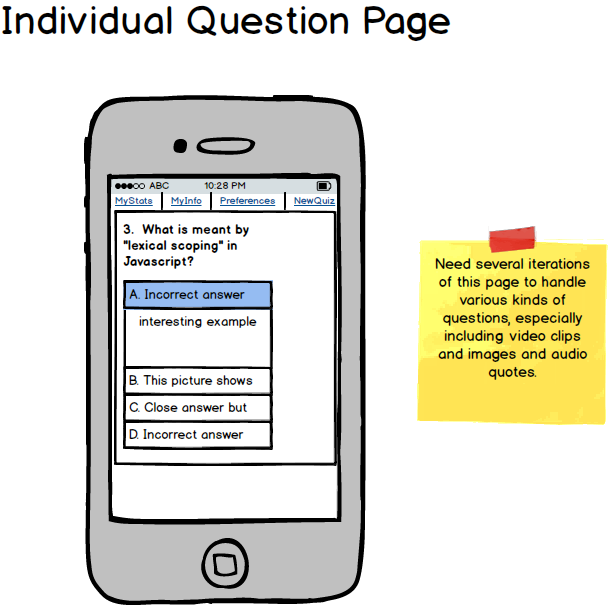 Individual Question Page
ABC 10:28 PM
MyStats MyInfo Preferences NewQuiz
3. What is meant by
"lexical scoping" in
Javascript?
A. Incorrect answer
interesting example
B. This picture shows
C. Close answer but
D. Incorrect answer
Need several iterations
of this page to handle
various kinds of
questions, especially
including video clips
and images and audio
quotes.